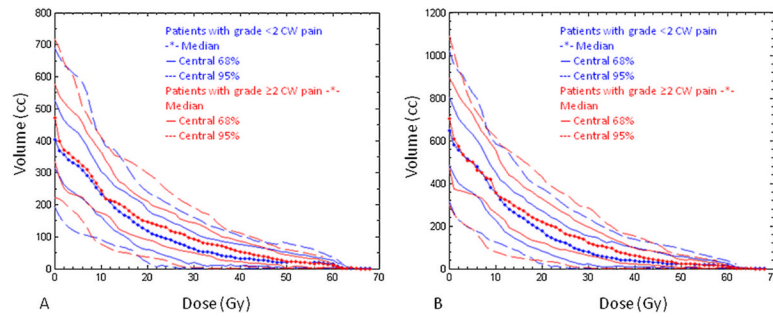 800
700
600
500
400
300
200
100
0
Volume (cc)
0 10 20 30 40 50 60 70
Dose (Gy)
A
Patients with grade <2 CW pain
-*- Median
— Central 68%
--- Central 95%
Patients with grade ≥2 CW pain -*-
Median
— Central 68%
--- Central 95%
1200
1000
800
600
400
200
0
Volume (cc)
0 10 20 30 40 50 60 70
Dose (Gy)
B
Patients with grade <2 CW pain
-*- Median
— Central 68%
--- Central 95%
Patients with grade ≥2 CW pain -*-
Median
— Central 68%
--- Central 95%